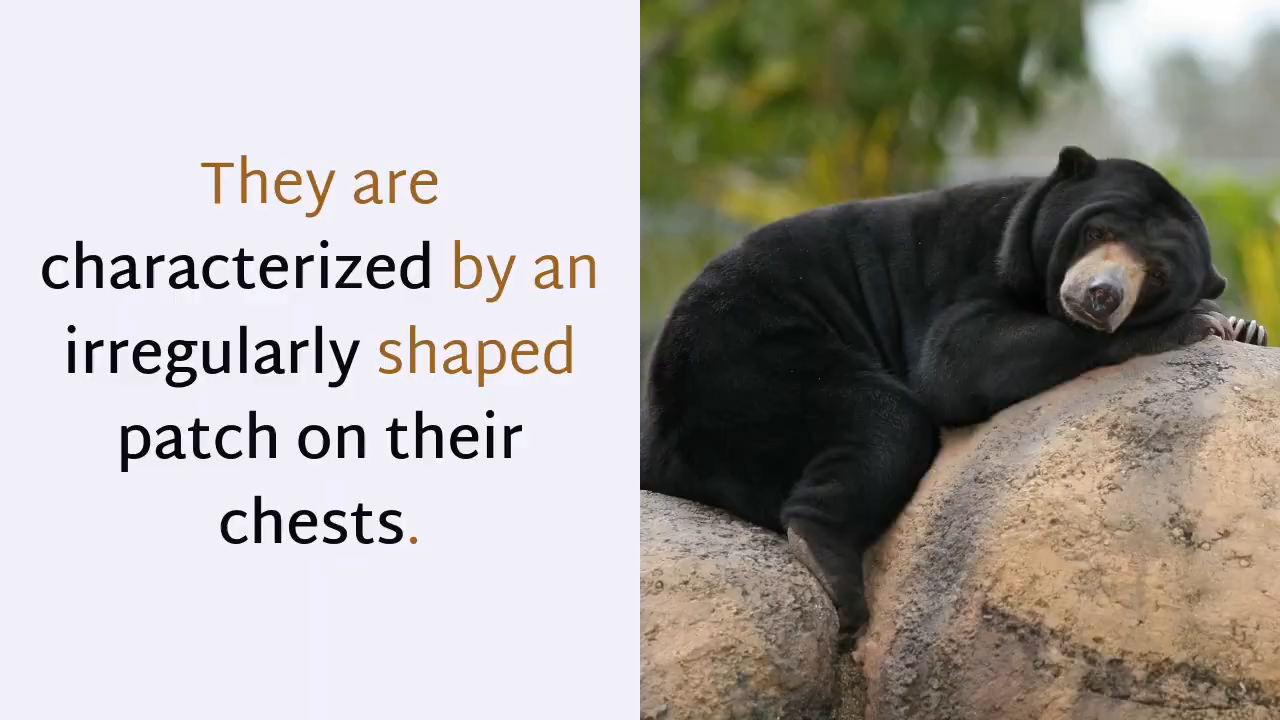 They are
characterized by an
irregularly shaped
patch on their
chests.